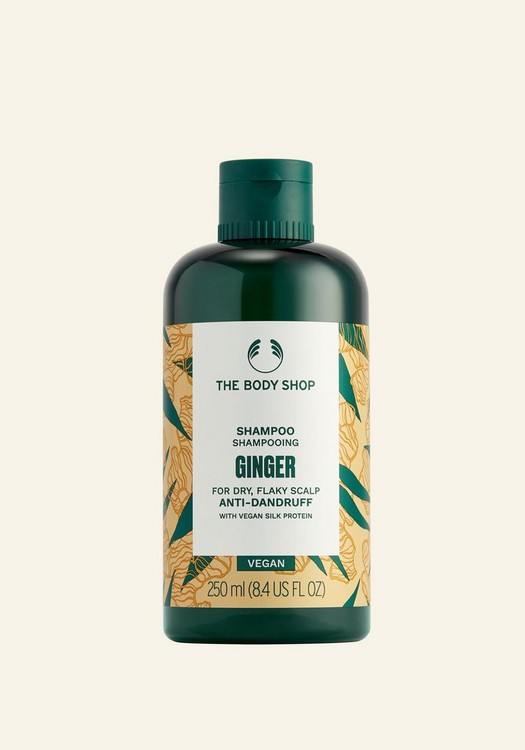 THE BODY SHOP
SHAMPOO
SHAMPOOING
GINGER
FOR DRY, FLAKY SCALP
ANTI-DANDRUFF
WITH VEGAN SILK PROTEIN
VEGAN
250 ml (8.4 US FL OZ)